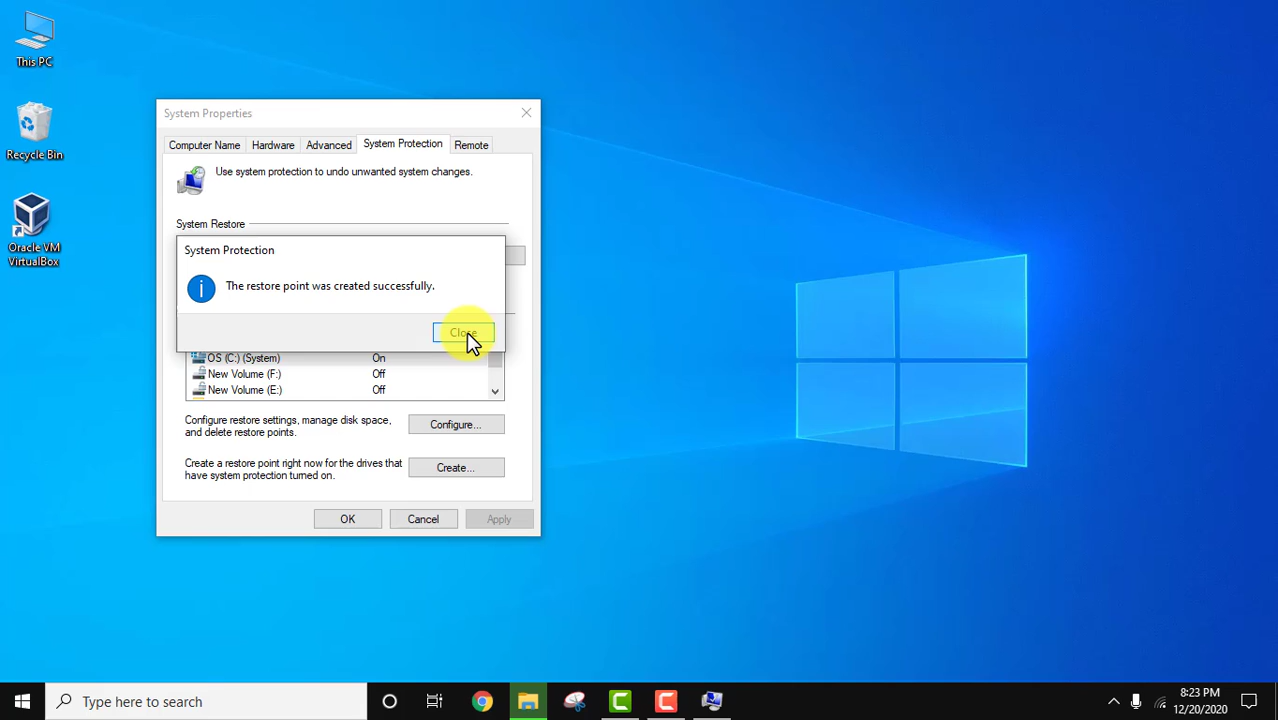 This PC
Recycle Bin
Oracle VM
VirtualBox
System Properties
Computer Name
Hardware
Advanced
System Protection
Remote
Use system protection to undo unwanted system changes.
System Restore
System Protection
The restore point was created successfully.
Close
OS (C:) (System) On
New Volume (F:) Off
New Volume (E:) Off
Configure restore settings, manage disk space,
and delete restore points.
Configure...
Create a restore point right now for the drives that
have system protection turned on.
Create...
OK
Cancel
Apply
Type here to search
8:23 PM
12/20/2020